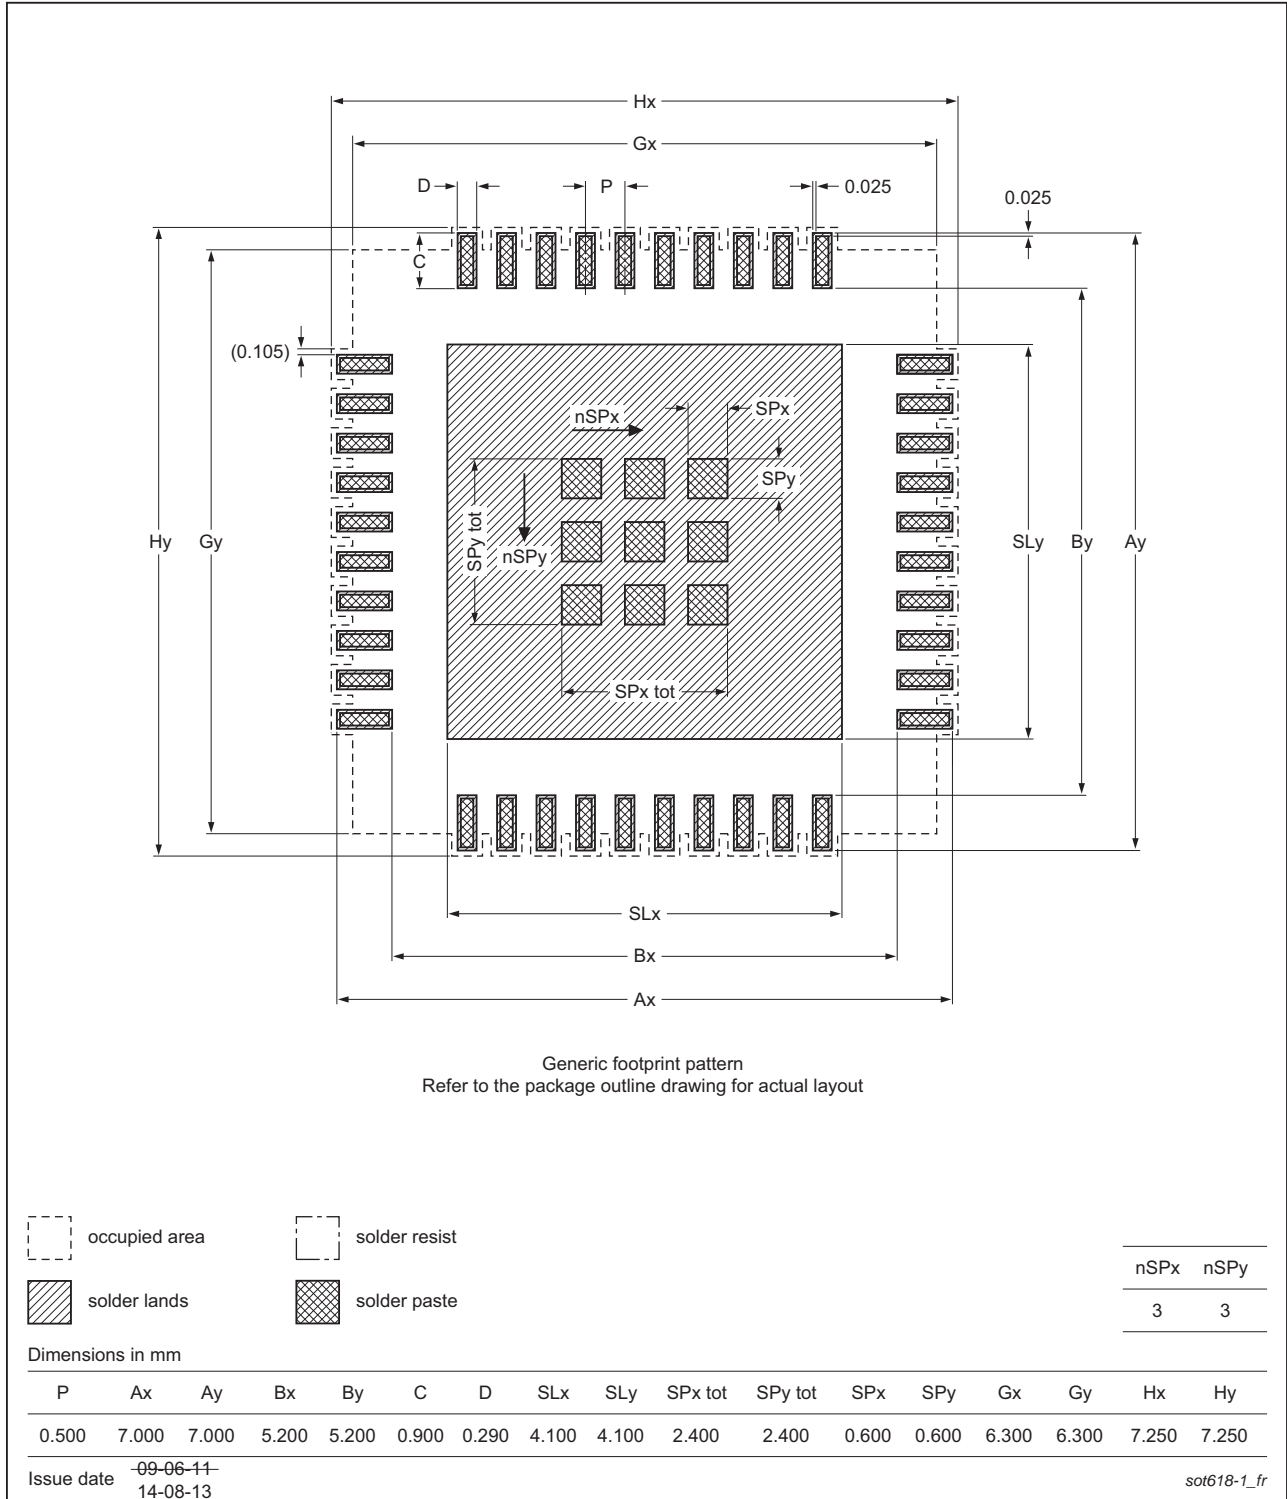 Hx
Gx
D
P
0.025
0.025
C
(0.105)
nSPx
SPx
SPy
SPy tot
nSPy
Hy
Gy
SLy
By
Ay
SPx tot
SLx
Bx
Ax
Generic footprint pattern
Refer to the package outline drawing for actual layout
occupied area
solder resist
solder lands
solder paste
nSPx nSPy
3 3
Dimensions in mm
P Ax Ay Bx By C D SLx SLy SPx tot SPy tot SPx SPy Gx Gy Hx Hy
0.500 7.000 7.000 5.200 5.200 0.900 0.290 4.100 4.100 2.400 2.400 0.600 0.600 6.300 6.300 7.250 7.250
Issue date 09-06-11
14-08-13
sot618-1_fr